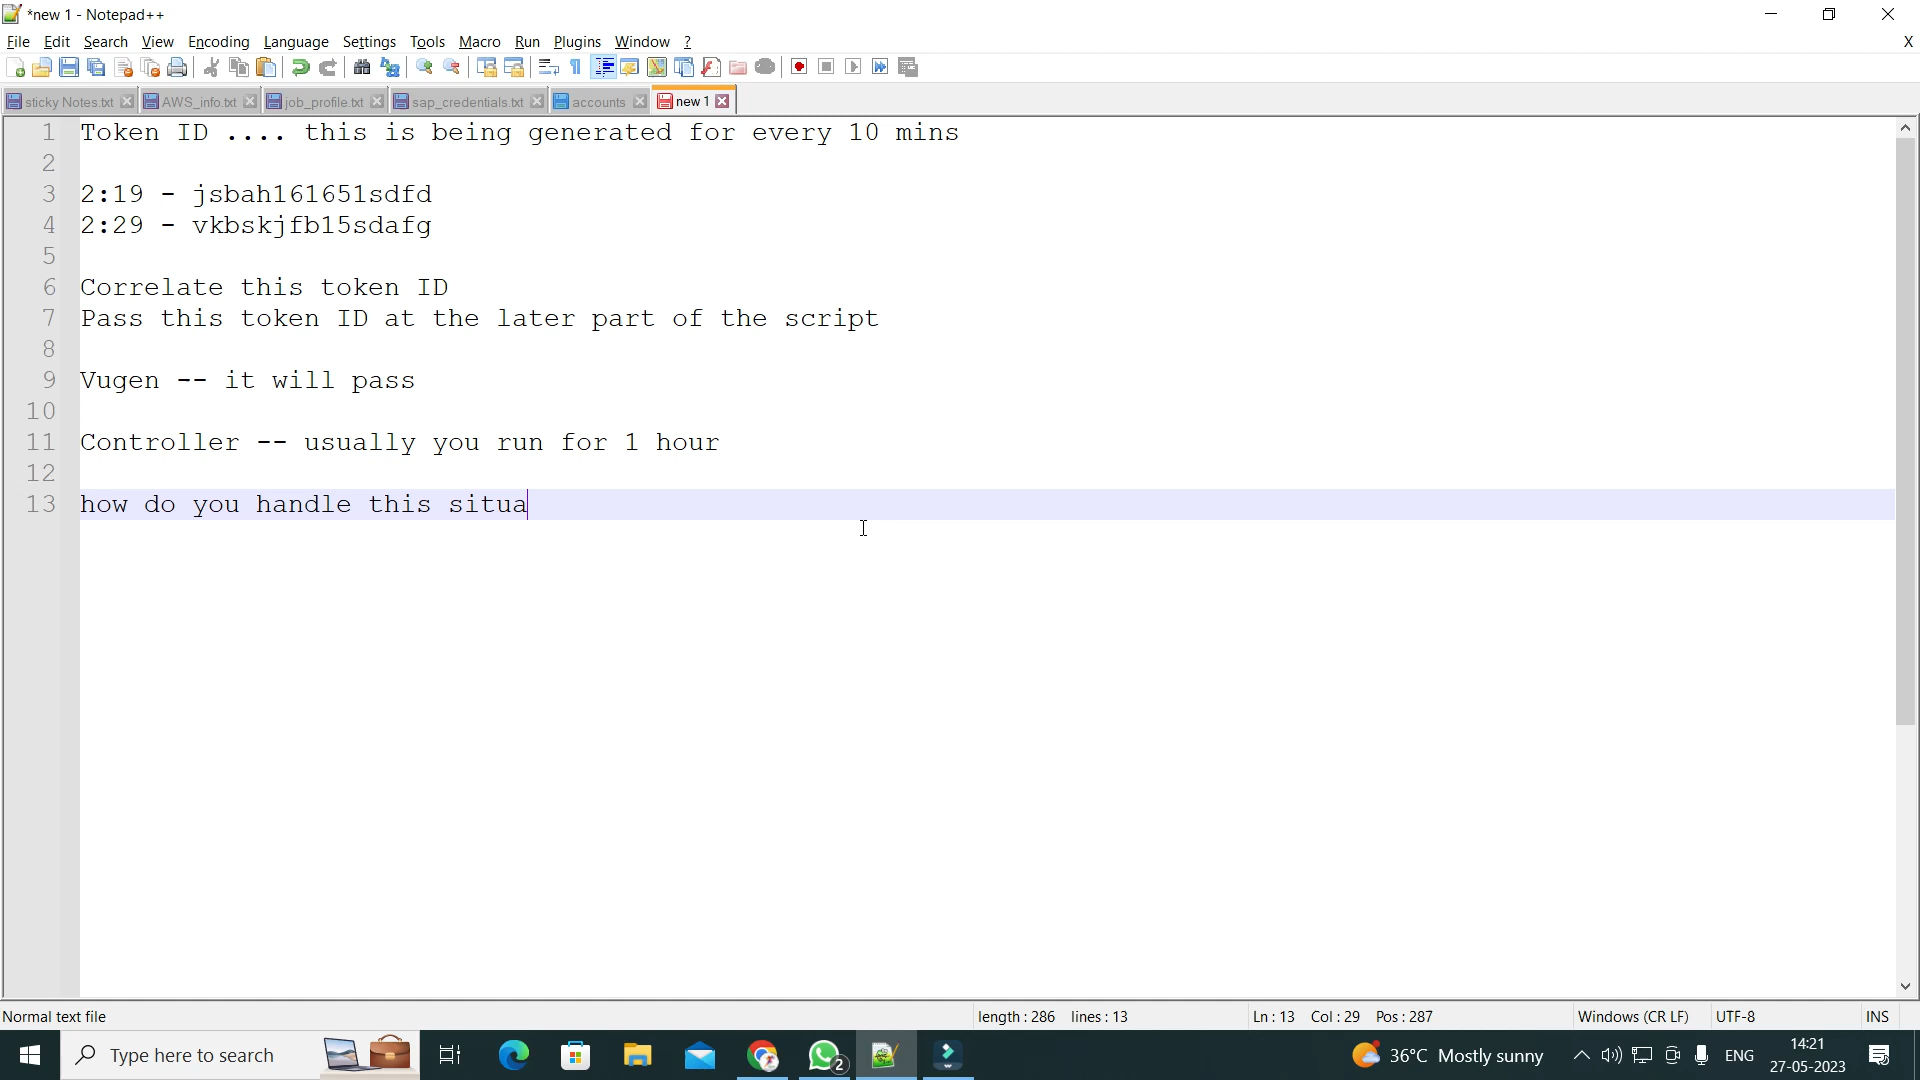 *new 1 - Notepad++
File Edit Search View Encoding Language Settings Tools Macro Run Plugins Window ? X
sticky Notes.txt AWS_info.txt job_profile.txt sap_credentials.txt accounts new 1
1 Token ID .... this is being generated for every 10 mins
2
3 2:19 - jsbah161651sdfd
4 2:29 - vkbskjfb15sdafg
5
6 Correlate this token ID
7 Pass this token ID at the later part of the script
8
9 Vugen -- it will pass
10
11 Controller -- usually you run for 1 hour
12
13 how do you handle this situa
Normal text file length : 286 lines : 13 Ln : 13 Col : 29 Pos : 287 Windows (CR LF) UTF-8 INS
Type here to search 2 36°C Mostly sunny ENG 14:21
27-05-2023